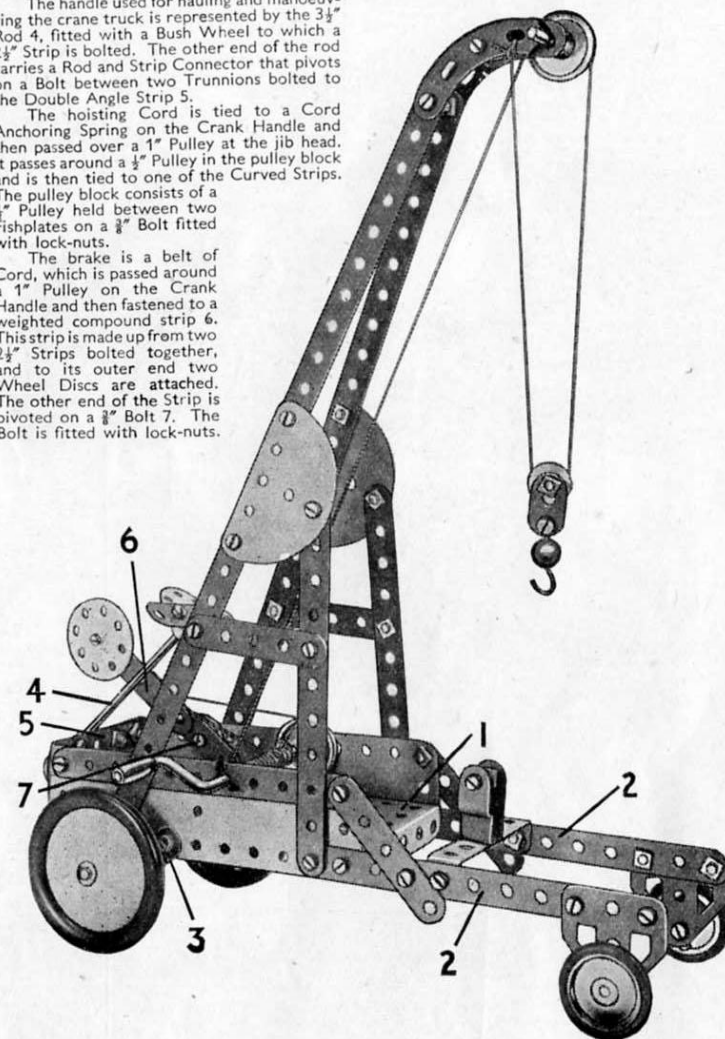 The handle used for hauling and manoeuv-
ring the crane truck is represented by the 3½″
Rod 4, fitted with a Bush Wheel to which a
2½″ Strip is bolted. The other end of the rod
carries a Rod and Strip Connector that pivots
on a Bolt between two Trunnions bolted to
the Double Angle Strip 5.
The hoisting Cord is tied to a Cord
Anchoring Spring on the Crank Handle and
then passed over a 1″ Pulley at the jib head.
It passes around a ½″ Pulley in the pulley block
and is then tied to one of the Curved Strips.
The pulley block consists of a
½″ Pulley held between two
Fishplates on a ⅜″ Bolt fitted
with lock-nuts.
The brake is a belt of
Cord, which is passed around
a 1″ Pulley on the Crank
Handle and then fastened to a
weighted compound strip 6.
This strip is made up from two
2½″ Strips bolted together,
and to its outer end two
Wheel Discs are attached.
The other end of the Strip is
pivoted on a ⅜″ Bolt 7. The
Bolt is fitted with lock-nuts.
6
4
5
7
1
2
3
2